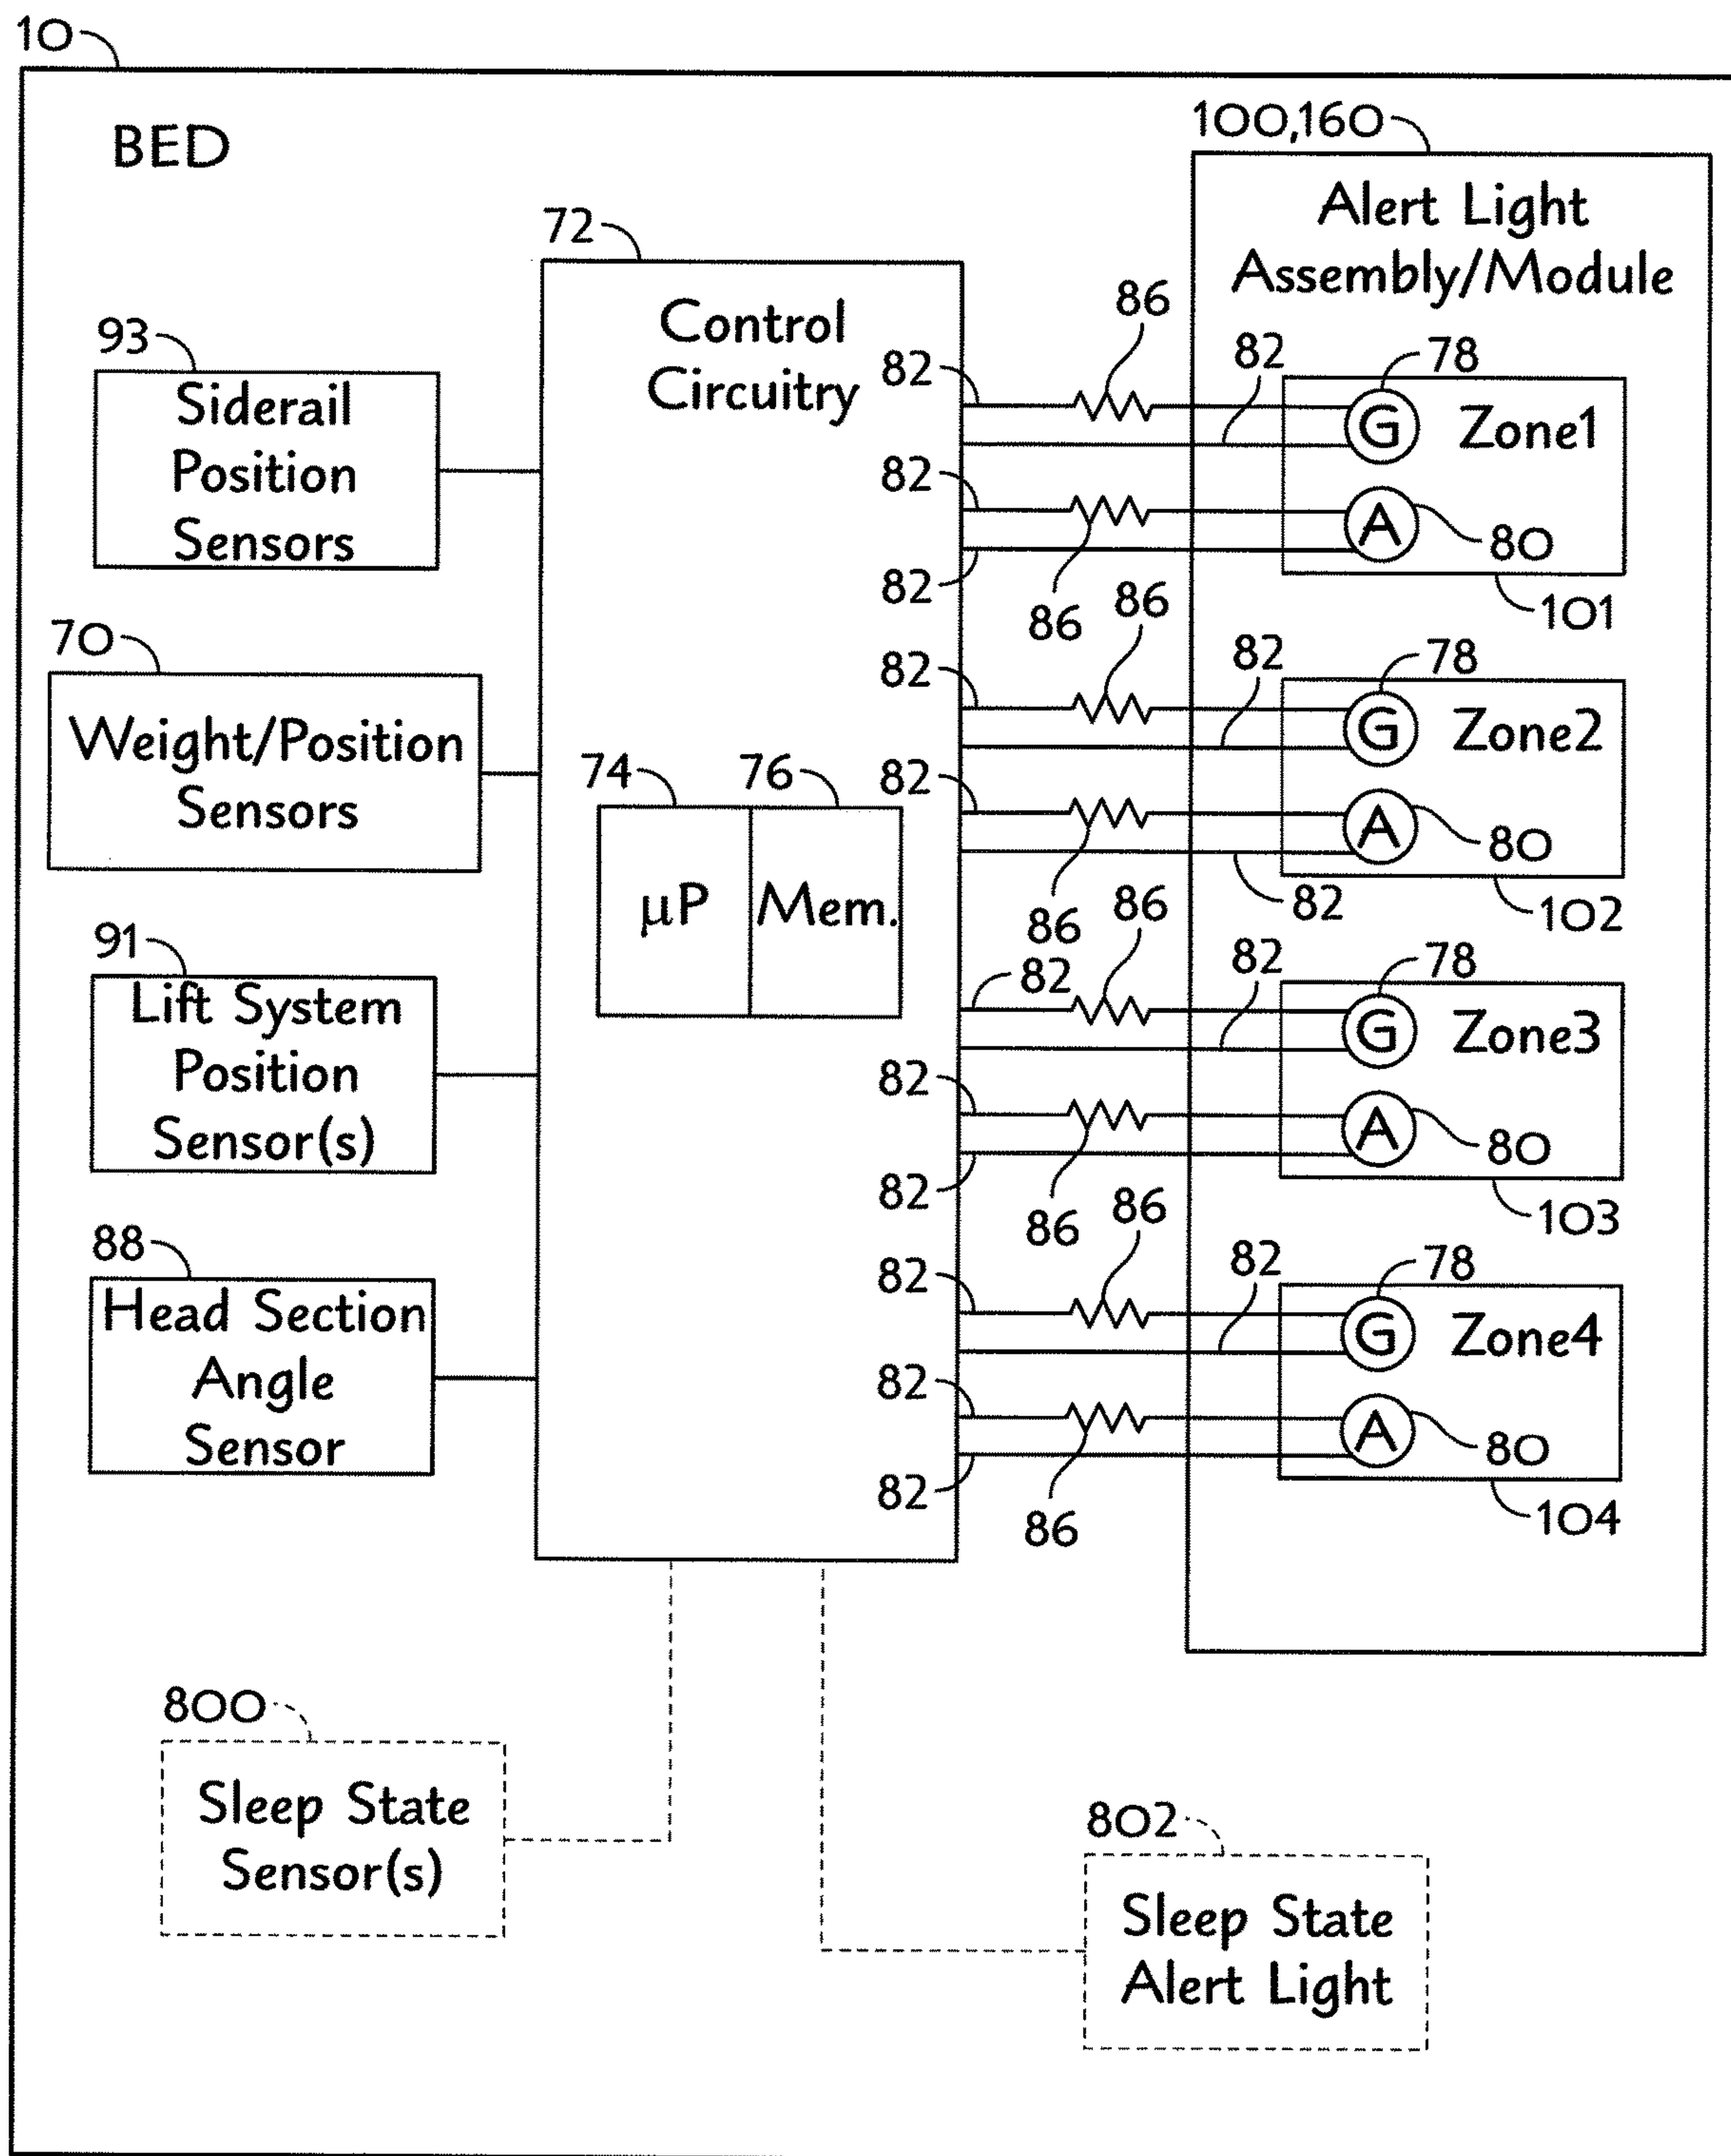 10
BED
100,160
Alert Light
Assembly/Module
72
Control
Circuitry
93
Siderail
Position
Sensors
70
Weight/Position
Sensors
91
Lift System
Position
Sensor(s)
88
Head Section
Angle
Sensor
74
76
µP
Mem.
82
86
82
78
G
Zone1
82
86
A
80
82
101
82
86
82
78
G
Zone2
82
86
A
80
82
102
82
86
82
78
G
Zone3
82
86
A
80
82
103
82
86
82
78
G
Zone4
82
86
A
80
82
104
800
Sleep State
Sensor(s)
802
Sleep State
Alert Light